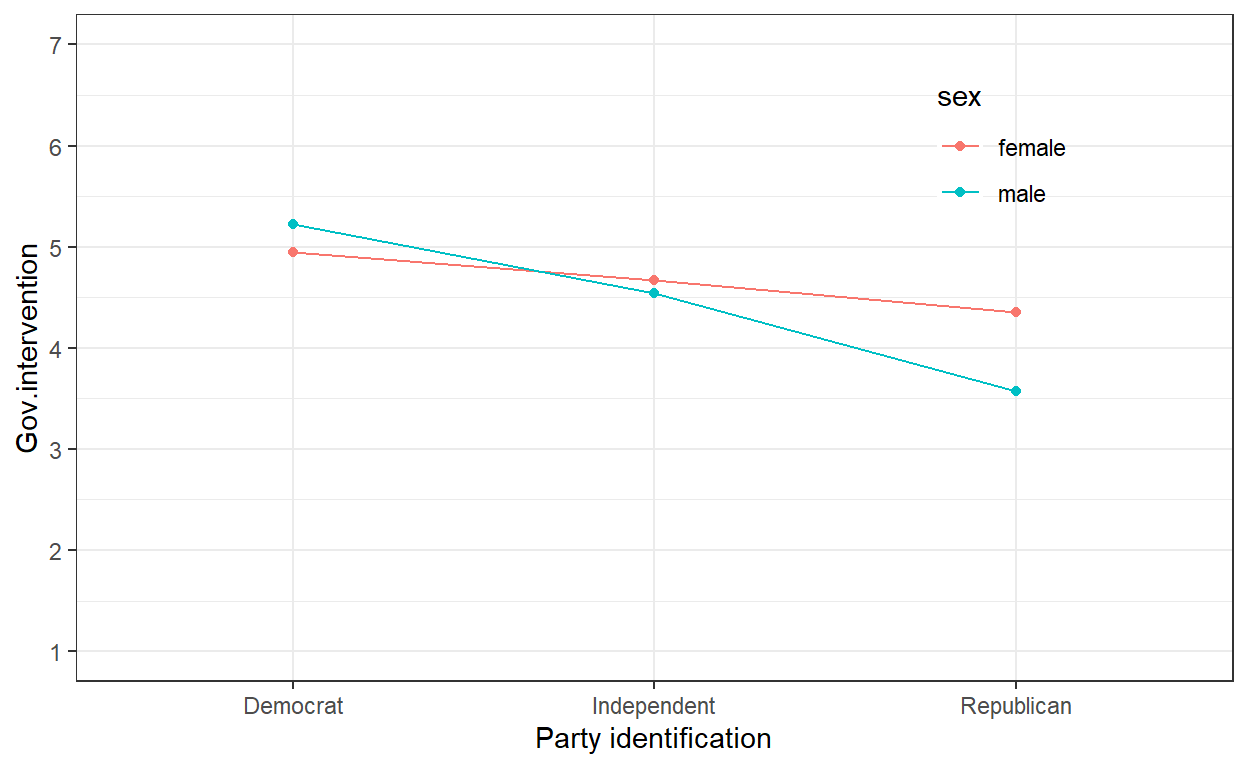 sex
female
male
7
6
5
4
3
2
1
Gov.intervention
Democrat
Independent
Republican
Party identification